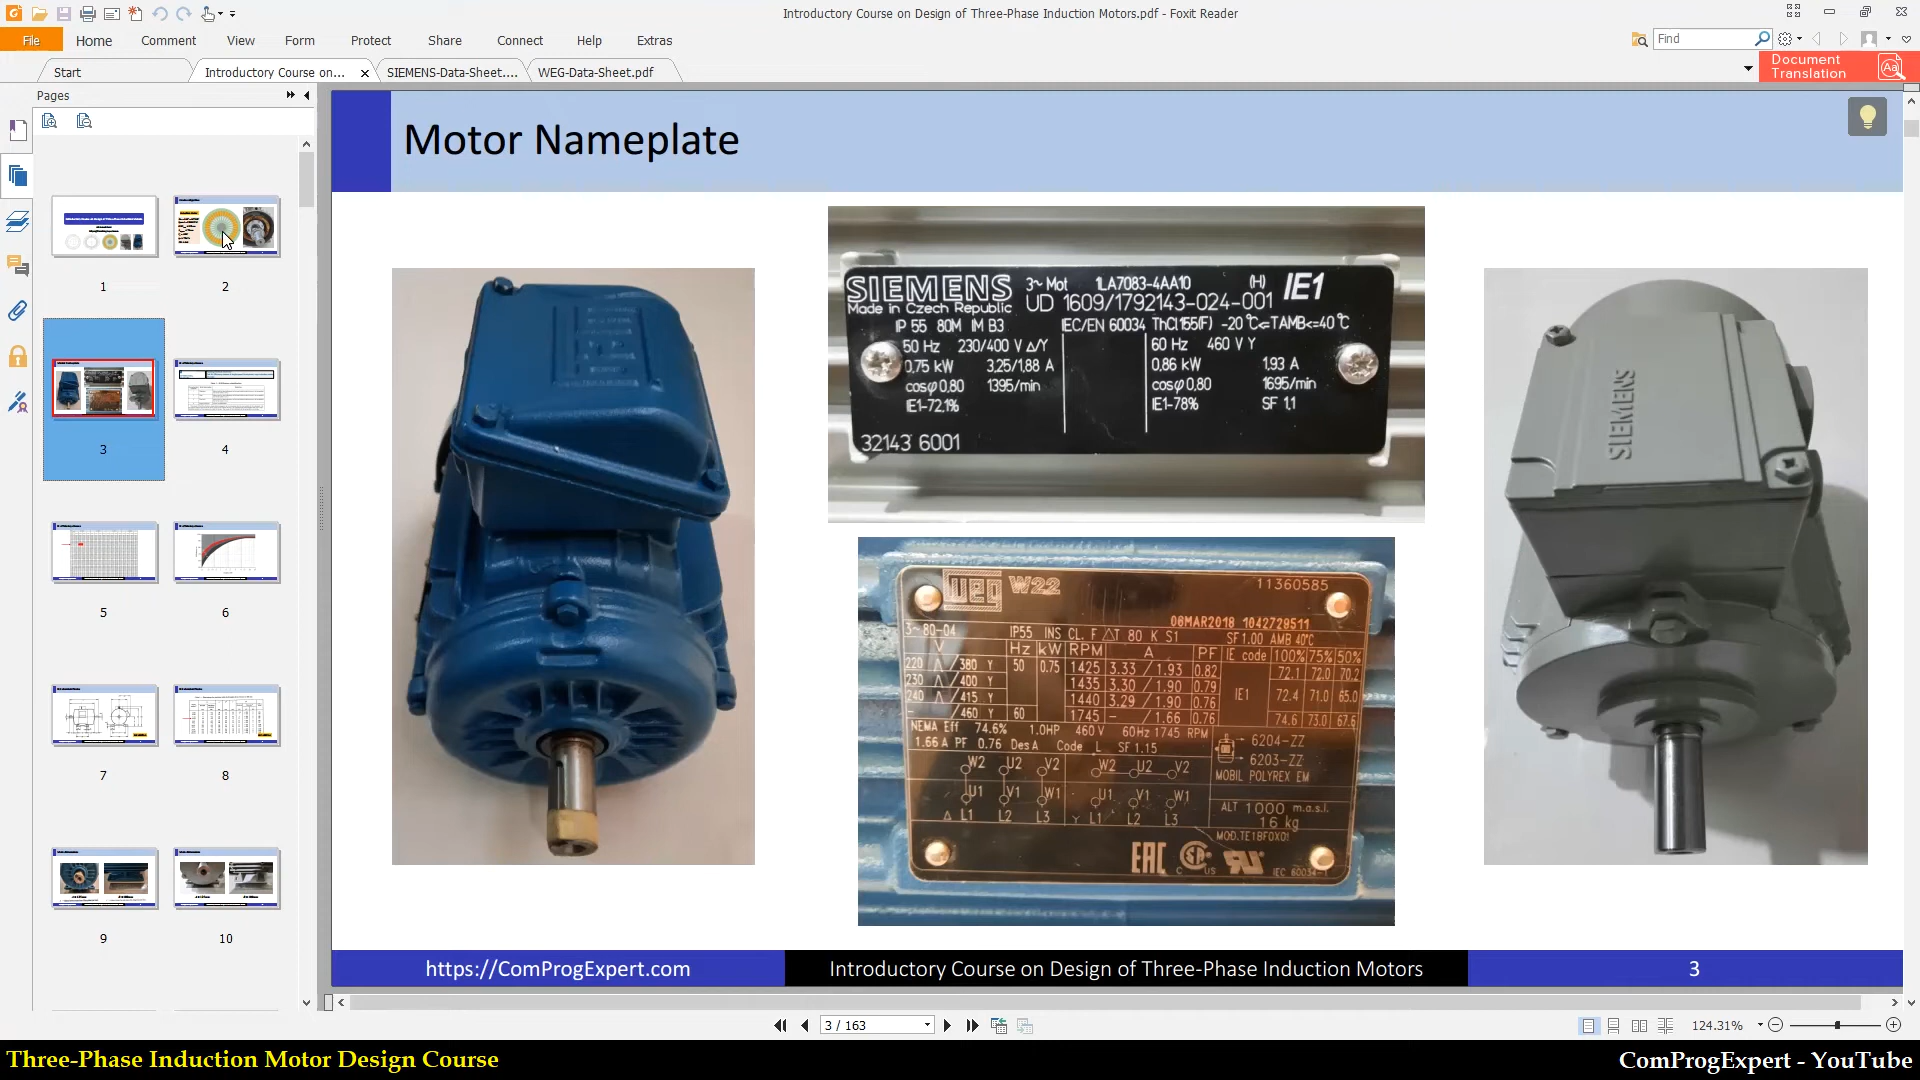 Introductory Course on Design of Three-Phase Induction Motors.pdf - Foxit Reader
File Home Comment View Form Protect Share Connect Help Extras
Find
Start Introductory Course on... SIEMENS-Data-Sheet.... WEG-Data-Sheet.pdf
Document
Translation
Pages
1 2
3 4
5 6
7 8
9 10
Motor Nameplate
SIEMENS 3~ Mot 1LA7083-4AA10 (H) IE1
Made in Czech Republic UD 1609/1792143-024-001
IP 55 80M IM B3 IEC/EN 60034 ThCl.155(F) -20°C<=TAMB<=40°C
50 Hz 230/400 V Δ/Y 60 Hz 460 V Y
0,75 kW 3,25/1,88 A 0,86 kW 1,93 A
cosφ 0,80 1395/min cosφ 0,80 1695/min
IE1-72,1% IE1-78% SF 1,1
32143 6001
SIEMENS
WEG W22 11360585
08MAR2018 1042728511
3~80-04 IP55 INS CL. F ΔT 80 K S1 SF1.00 AMB 40°C
V Hz kW RPM A PF IE code 100% 75% 50%
220 Δ/380 Y 50 0.75 1425 3.33 / 1.93 0.82 IE1 72.1 72.0 70.2
230 Δ/400 Y 1435 3.30 / 1.90 0.79 72.4 71.0 65.0
240 Δ/415 Y 1440 3.29 / 1.90 0.76
- /460 Y 60 1745 - /1.66 0.76 74.6 73.0 67.6
NEMA Eff 74.6% 1.0HP 460 V 60Hz 1745 RPM
1.66 A PF 0.76 Des A Code L SF 1.15
6204-ZZ
6203-ZZ
MOBIL POLYREX EM
W2 U2 V2 W2 U2 V2
U1 V1 W1 U1 V1 W1
Δ L1 L2 L3 Y L1 L2 L3
ALT 1000 m.a.s.l.
16 kg
MOD.TE1BF0X01
EAC C US IEC 60034-1
https://ComProgExpert.com Introductory Course on Design of Three-Phase Induction Motors 3
3 / 163 124.31%
Three-Phase Induction Motor Design Course ComProgExpert - YouTube